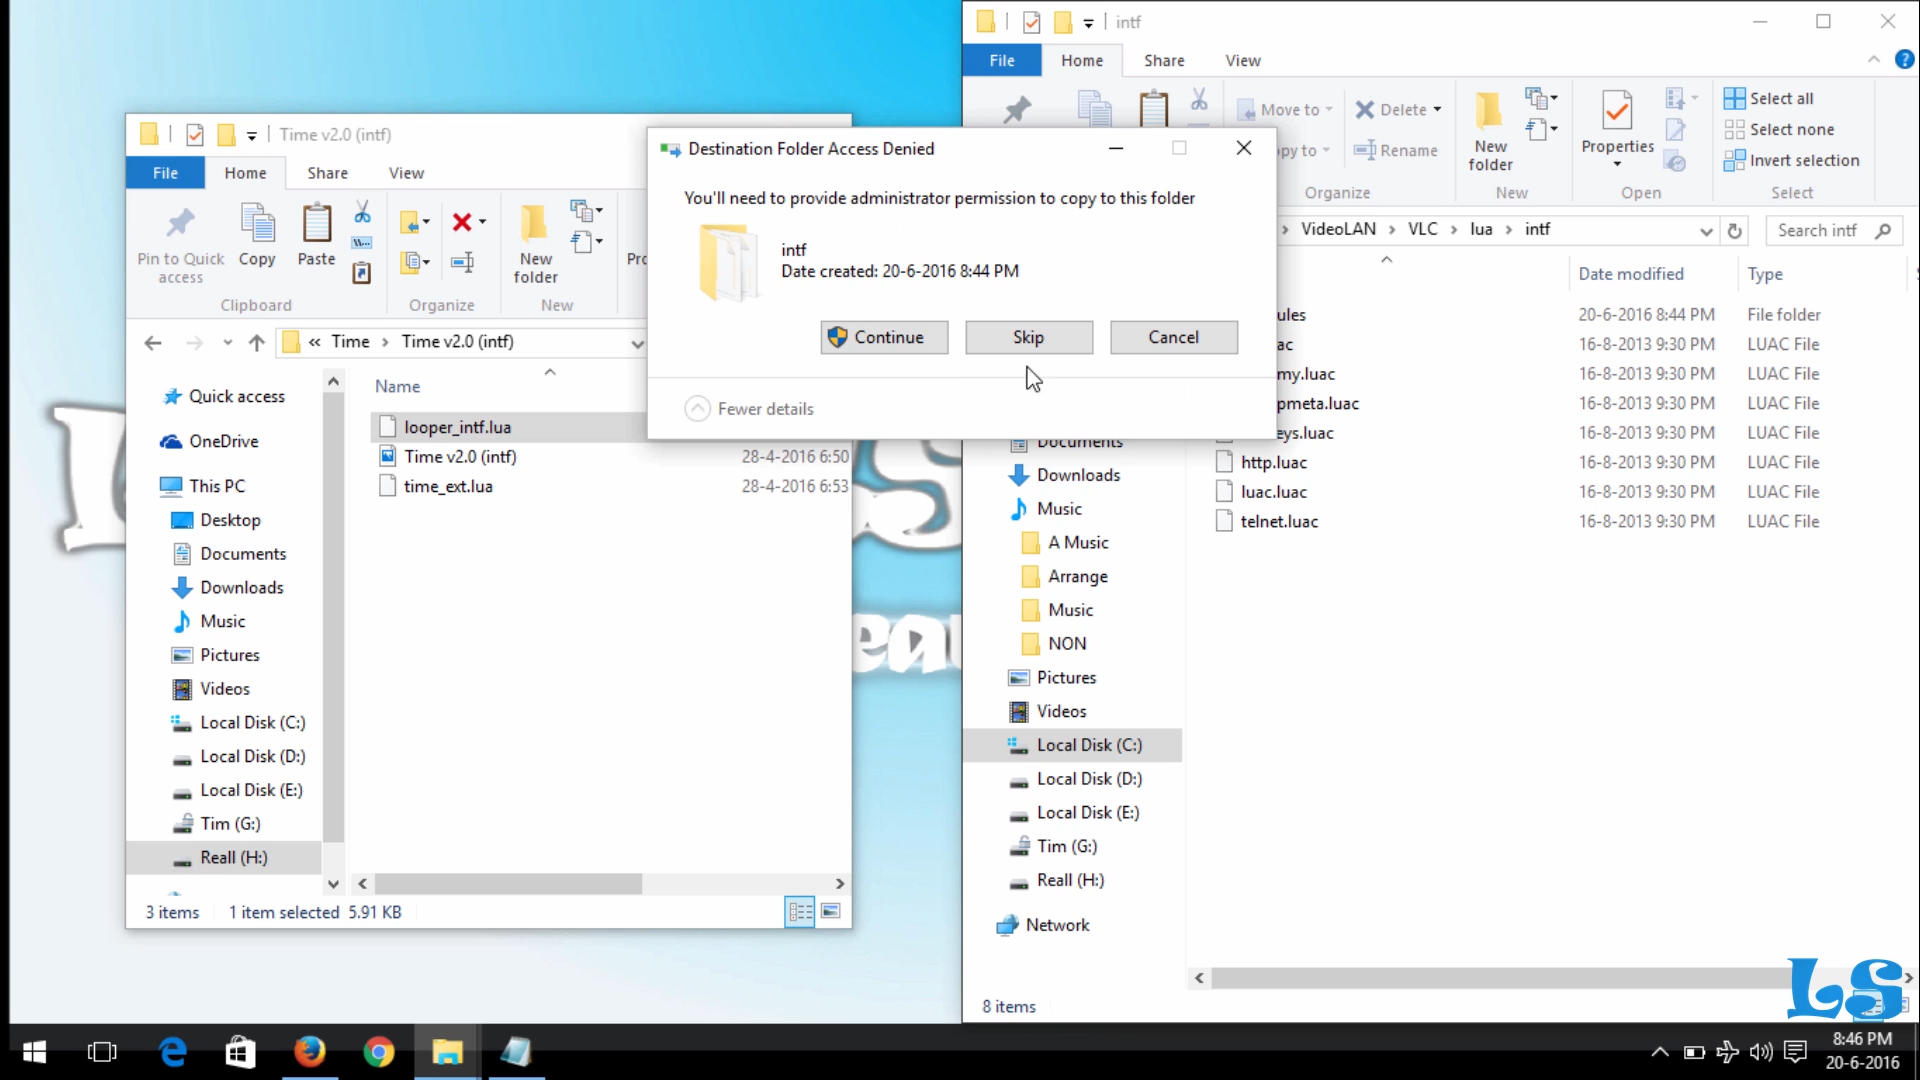 Time v2.0 (intf)
File
Home
Share
View
Pin to Quick
access
Copy
Paste
New
folder
Clipboard
Organize
New
« Time › Time v2.0 (intf)
Quick access
OneDrive
This PC
Desktop
Documents
Downloads
Music
Pictures
Videos
Local Disk (C:)
Local Disk (D:)
Local Disk (E:)
Tim (G:)
Reall (H:)
Name
looper_intf.lua
Time v2.0 (intf) 28-4-2016 6:50
time_ext.lua 28-4-2016 6:53
3 items 1 item selected 5.91 KB
Destination Folder Access Denied
You'll need to provide administrator permission to copy to this folder
intf
Date created: 20-6-2016 8:44 PM
Continue
Skip
Cancel
Fewer details
intf
File
Home
Share
View
Move to
Delete
Rename
New
folder
Properties
Select all
Select none
Invert selection
Organize
New
Open
Select
› VideoLAN › VLC › lua › intf
Search intf
Date modified Type
20-6-2016 8:44 PM File folder
16-8-2013 9:30 PM LUAC File
16-8-2013 9:30 PM LUAC File
16-8-2013 9:30 PM LUAC File
16-8-2013 9:30 PM LUAC File
http.luac 16-8-2013 9:30 PM LUAC File
luac.luac 16-8-2013 9:30 PM LUAC File
telnet.luac 16-8-2013 9:30 PM LUAC File
Documents
Downloads
Music
A Music
Arrange
Music
NON
Pictures
Videos
Local Disk (C:)
Local Disk (D:)
Local Disk (E:)
Tim (G:)
Reall (H:)
Network
8 items
LS
8:46 PM
20-6-2016